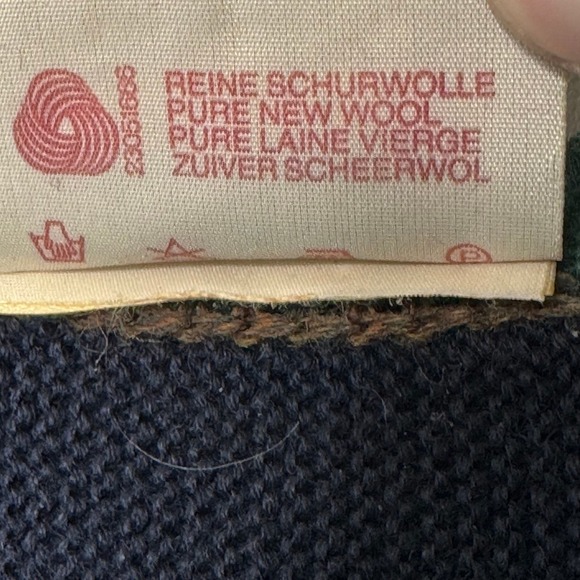 REINE SCHURWOLLE
PURE NEW WOOL
PURE LAINE VIERGE
ZUIVER SCHEERWOL
P